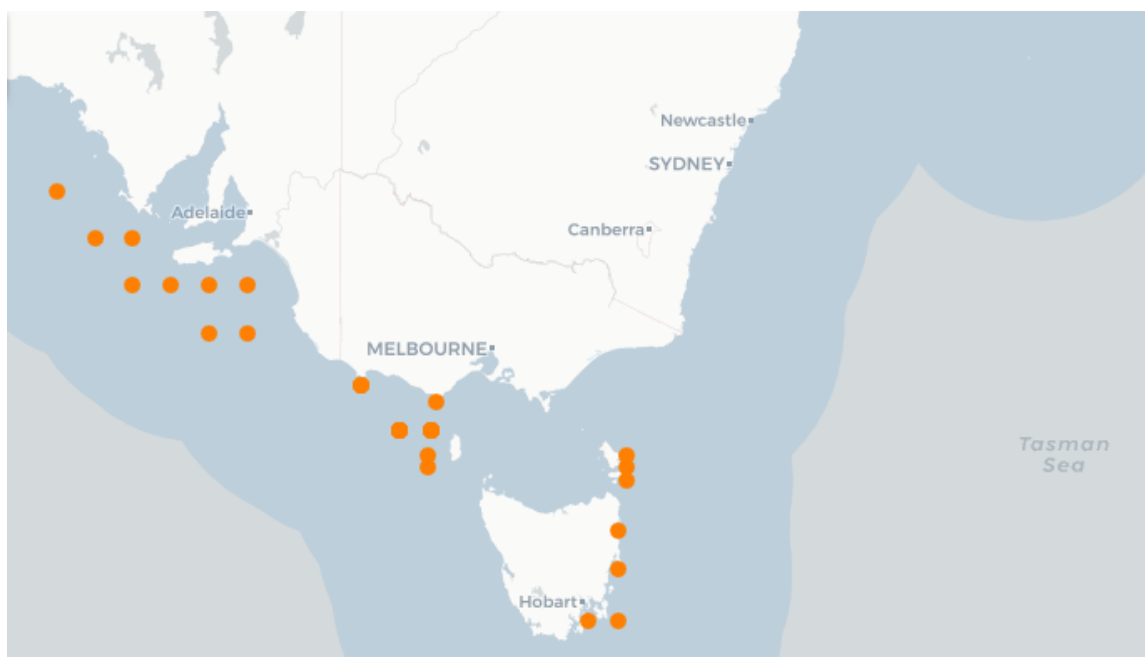 Newcastle
SYDNEY
Adelaide
Canberra
MELBOURNE
Tasman
Sea
Hobart